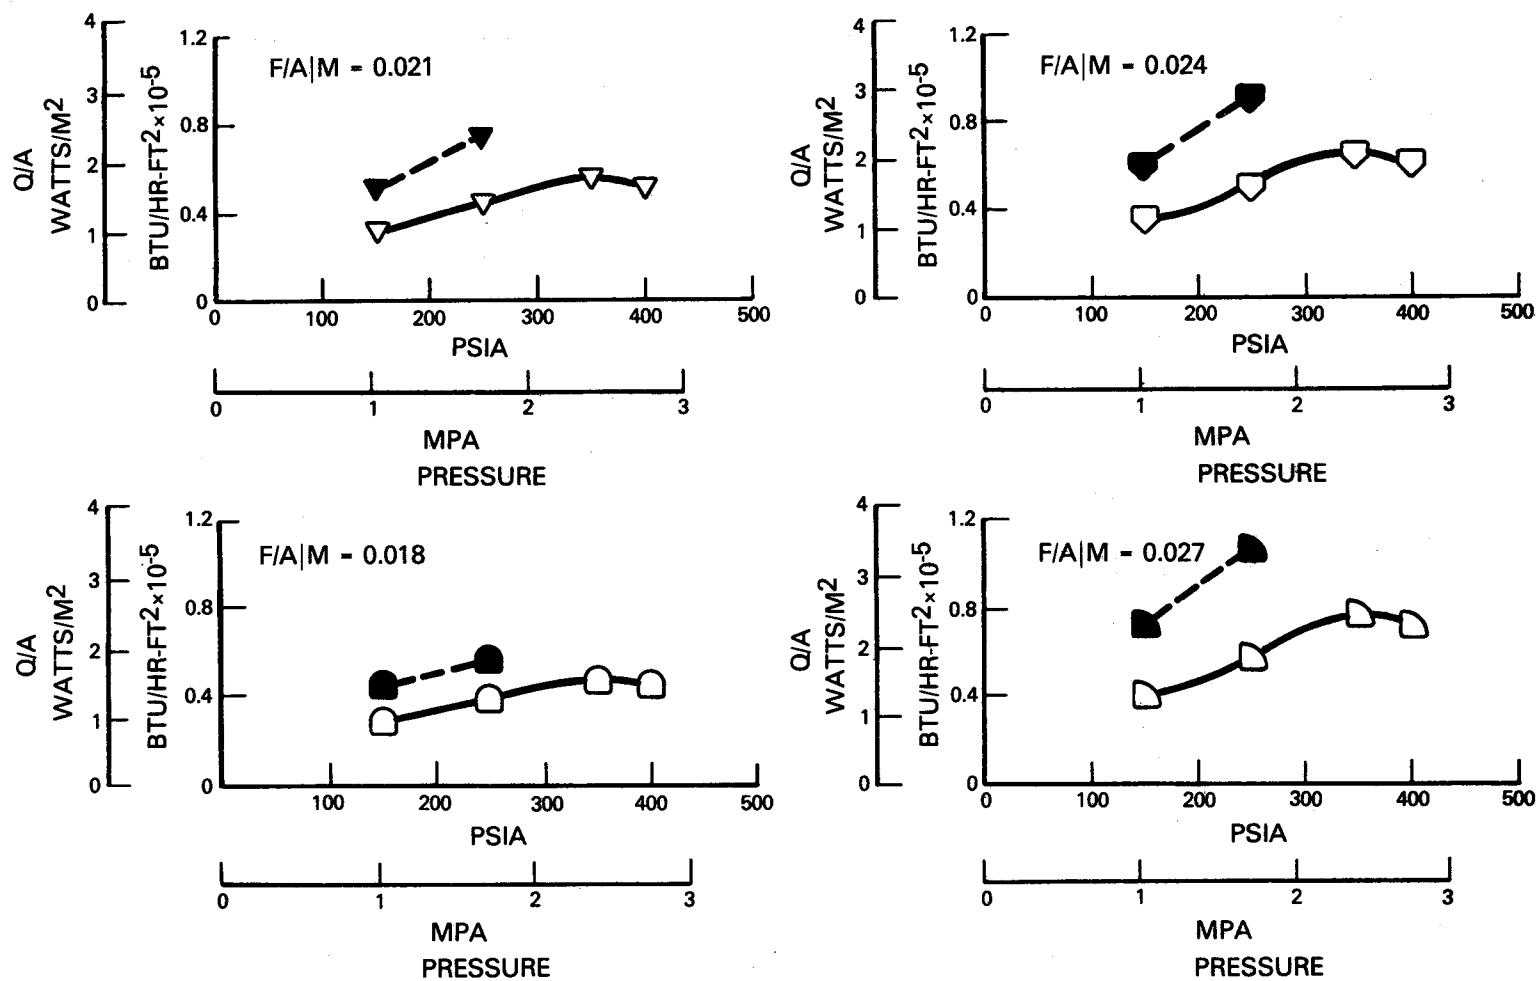 F/A|M = 0.021
Q/A
WATTS/M2
4
3
2
1
0
BTU/HR-FT2×10-5
1.2
0.8
0.4
0
0 100 200 300 400 500
PSIA
0 1 2 3
MPA
PRESSURE
F/A|M = 0.024
Q/A
WATTS/M2
4
3
2
1
0
BTU/HR-FT2×10-5
1.2
0.8
0.4
0
0 100 200 300 400 500
PSIA
0 1 2 3
MPA
PRESSURE
F/A|M = 0.018
Q/A
WATTS/M2
4
3
2
1
0
BTU/HR-FT2×10-5
1.2
0.8
0.4
0
100 200 300 400 500
PSIA
0 1 2 3
MPA
PRESSURE
F/A|M = 0.027
Q/A
WATTS/M2
4
3
2
1
0
BTU/HR-FT2×10-5
1.2
0.8
0.4
0
0 100 200 300 400 500
PSIA
0 1 2 3
MPA
PRESSURE